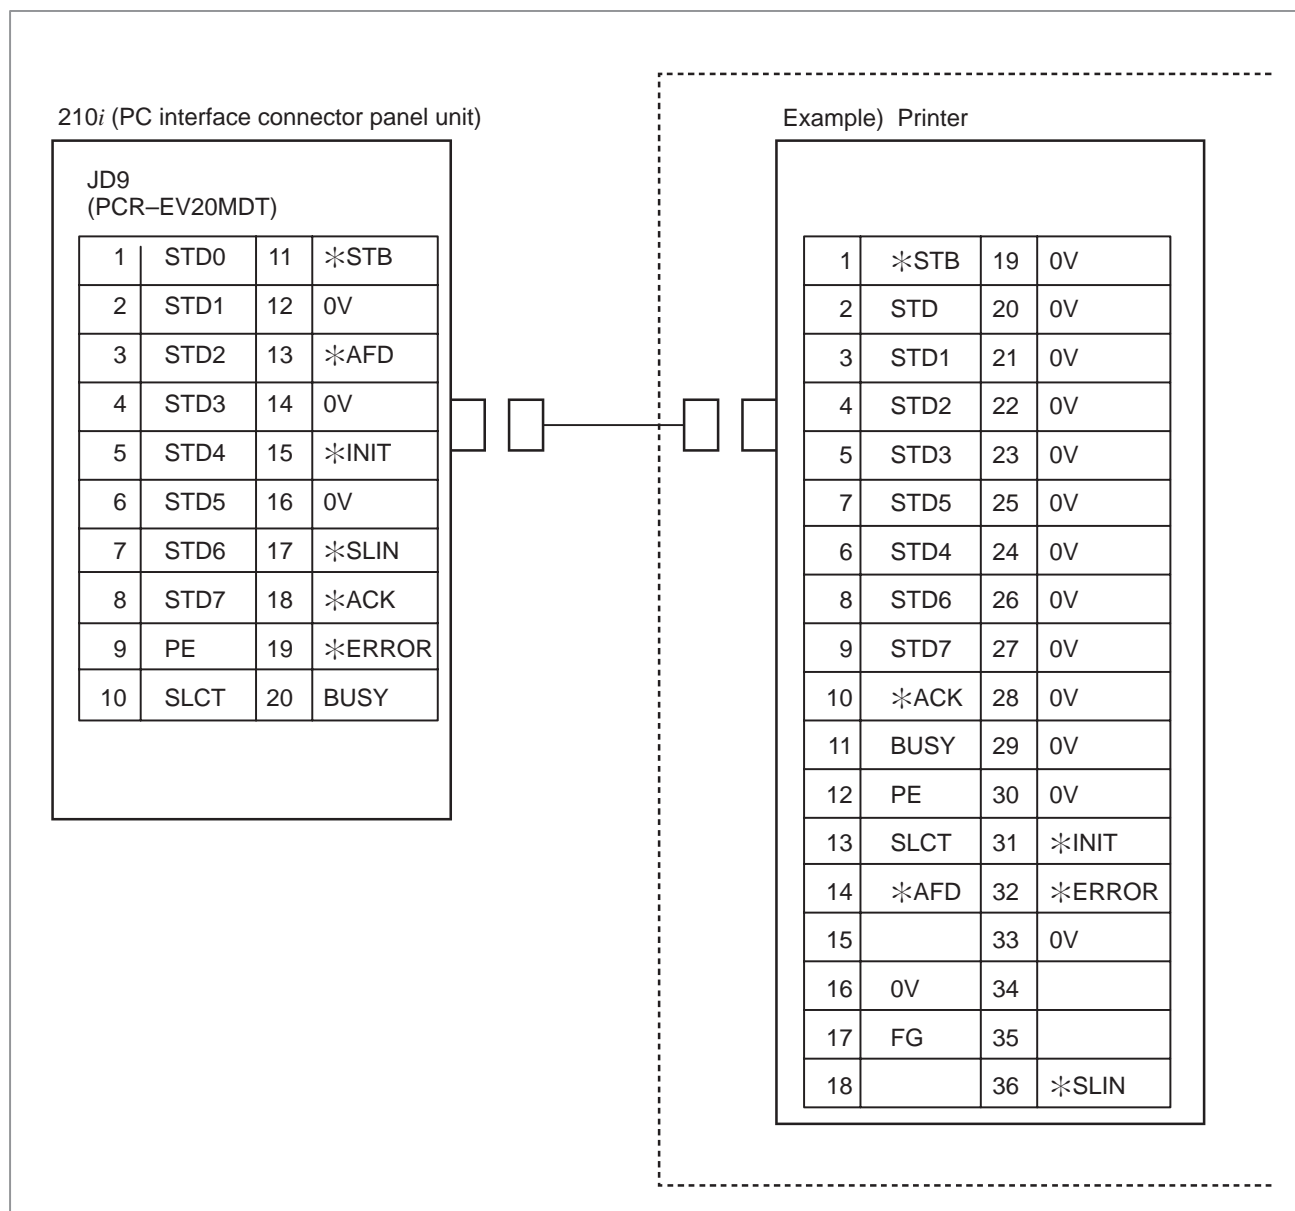 210i (PC interface connector panel unit)
Example) Printer
JD9
(PCR–EV20MDT)
1 STD0 11 ∗STB
2 STD1 12 0V
3 STD2 13 ∗AFD
4 STD3 14 0V
5 STD4 15 ∗INIT
6 STD5 16 0V
7 STD6 17 ∗SLIN
8 STD7 18 ∗ACK
9 PE 19 ∗ERROR
10 SLCT 20 BUSY
1 ∗STB 19 0V
2 STD 20 0V
3 STD1 21 0V
4 STD2 22 0V
5 STD3 23 0V
7 STD5 25 0V
6 STD4 24 0V
8 STD6 26 0V
9 STD7 27 0V
10 ∗ACK 28 0V
11 BUSY 29 0V
12 PE 30 0V
13 SLCT 31 ∗INIT
14 ∗AFD 32 ∗ERROR
15 33 0V
16 0V 34
17 FG 35
18 36 ∗SLIN